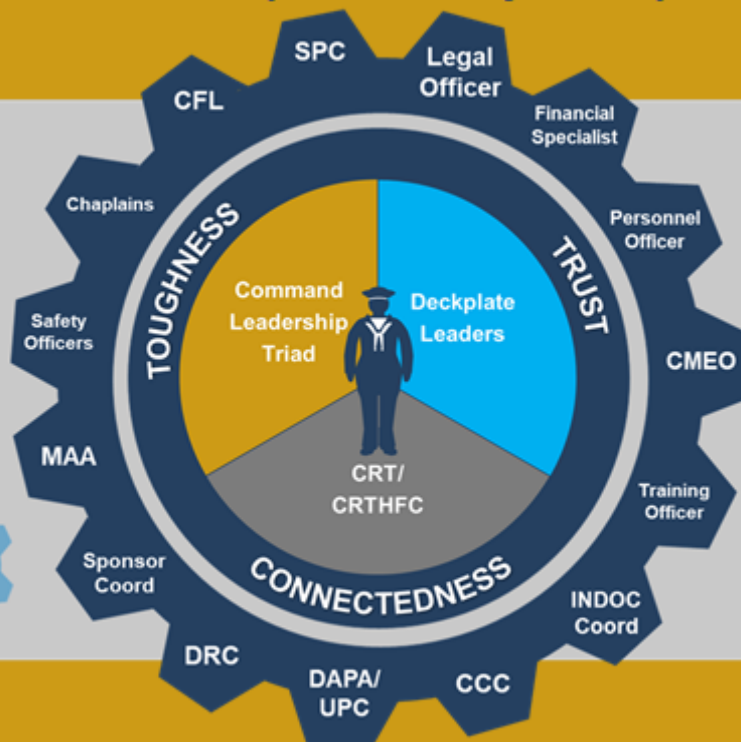 SPC
Legal
Officer
Financial
Specialist
Personnel
Officer
CMEO
Training
Officer
INDOC
Coord
CCC
DAPA/
UPC
DRC
Sponsor
Coord
MAA
Safety
Officers
Chaplains
CFL
TOUGHNESS
TRUST
CONNECTEDNESS
Command
Leadership
Triad
Deckplate
Leaders
CRT/
CRTHFC